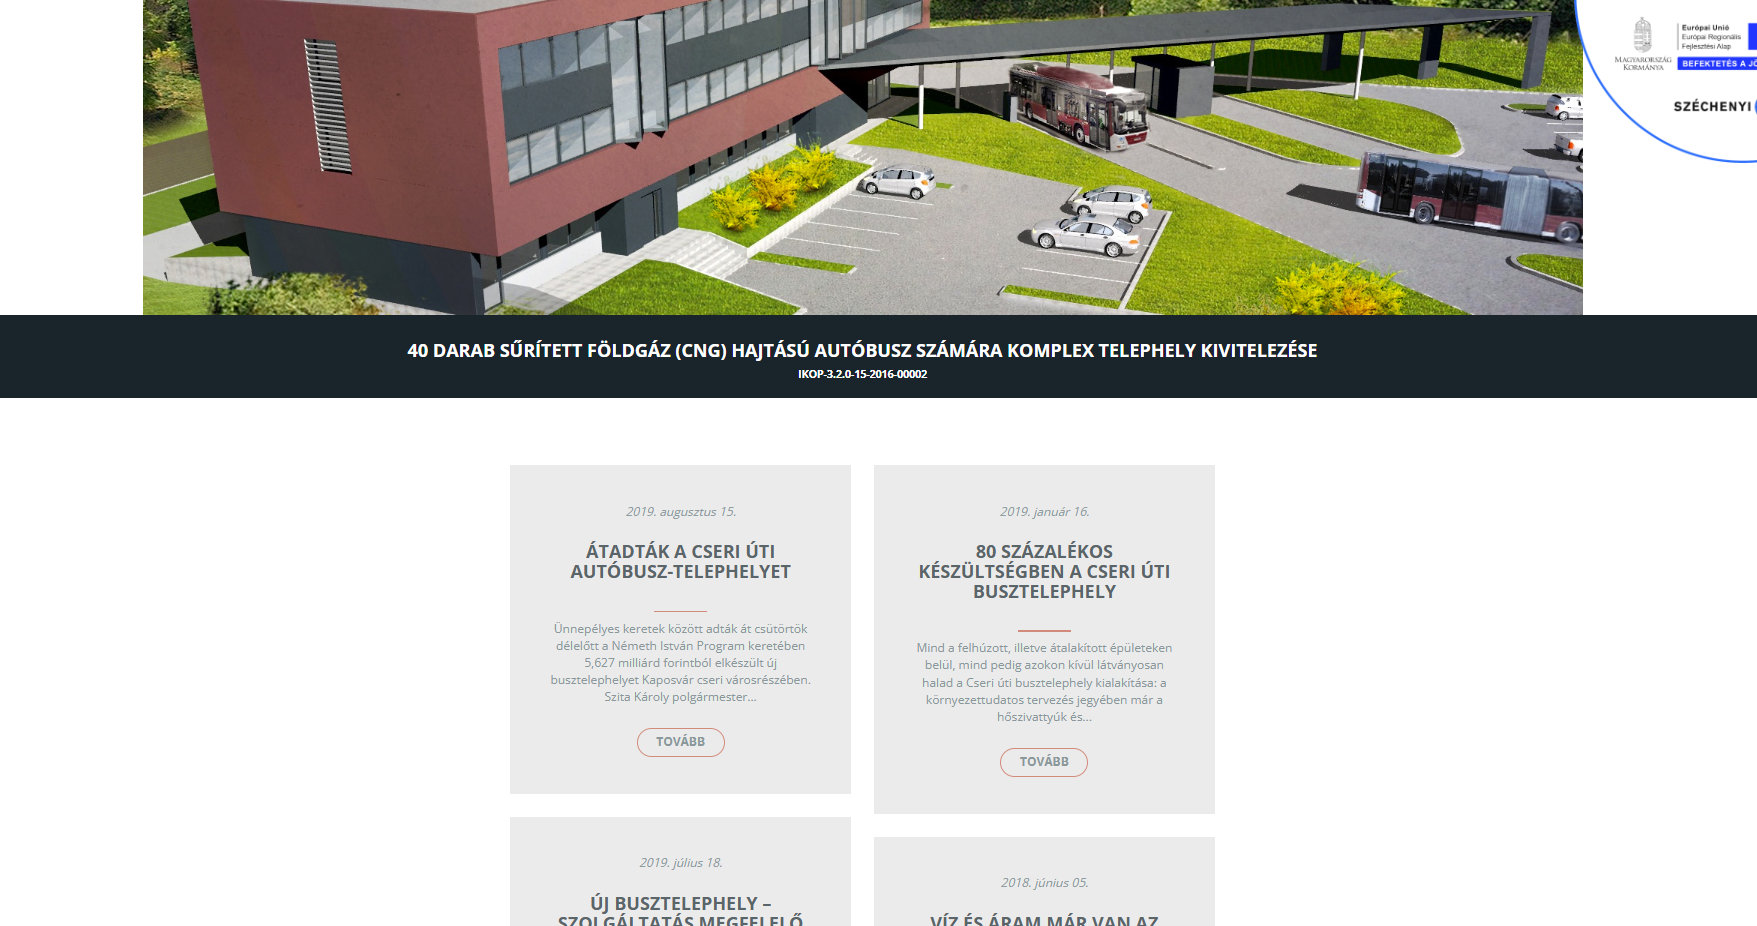 MAGYARORSZÁG
KORMÁNYA
Európai Unió
Európai Regionális
Fejlesztési Alap
BEFEKTETÉS A
SZÉCHENYI
40 DARAB SŰRÍTETT FÖLDGÁZ (CNG) HAJTÁSÚ AUTÓBUSZ SZÁMÁRA KOMPLEX TELEPHELY KIVITELEZÉSE
IKOP-3.2.0-15-2016-00002
2019. augusztus 15.
ÁTADTÁK A CSERI ÚTI
AUTÓBUSZ-TELEPHELYET
Ünnepélyes keretek között adták át csütörtök
délelőtt a Németh István Program keretében
5,627 milliárd forintból elkészült új
busztelephelyet Kaposvár cseri városrészében.
Szita Károly polgármester...
TOVÁBB
2019. január 16.
80 SZÁZALÉKOS
KÉSZÜLTSÉGBEN A CSERI ÚTI
BUSZTELEPHELY
Mind a felhúzott, illetve átalakított épületeken
belül, mind pedig azokon kívül látványosan
halad a Cseri úti busztelephely kialakítása: a
környezettudatos tervezés jegyében már a
hőszivattyúk és...
TOVÁBB
2019. július 18.
ÚJ BUSZTELEPHELY –
SZOLGÁLTATÁS MEGFELELŐ
2018. június 05.
VÍZ ÉS ÁRAM MÁR VAN AZ